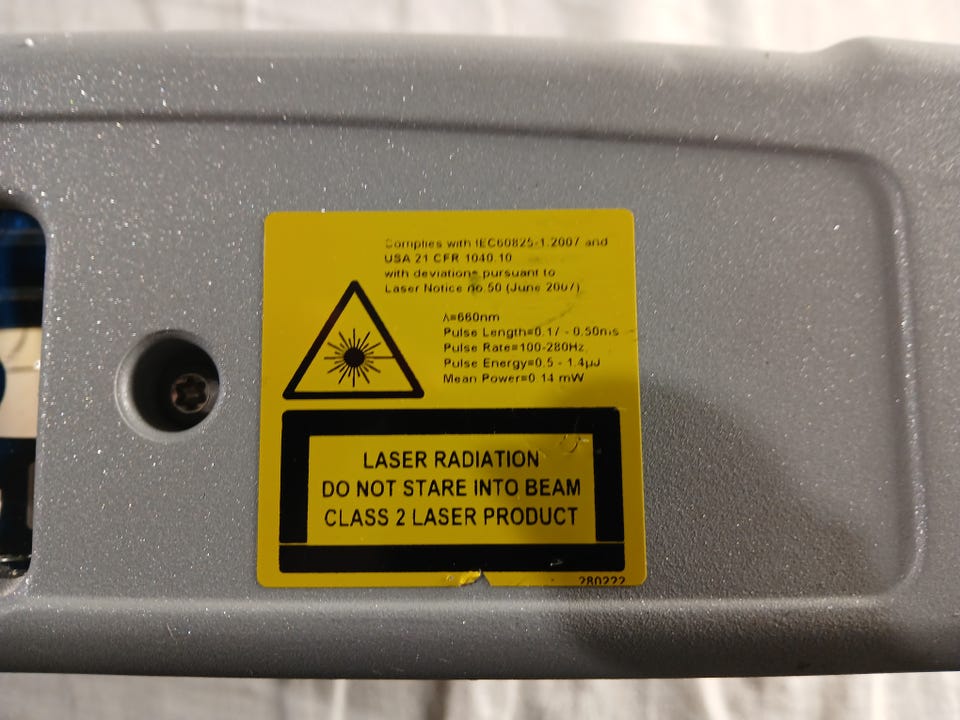 Complies with IEC60825-1:2007 and
USA 21 CFR 1040.10
with deviations pursuant to
Laser Notice no.50 (June 2007)
λ=660nm
Pulse Length=0.17 - 0.50ms
Pulse Rate=100-280Hz
Pulse Energy=0.5 - 1.4µJ
Mean Power=0.14 mW
LASER RADIATION
DO NOT STARE INTO BEAM
CLASS 2 LASER PRODUCT
280222